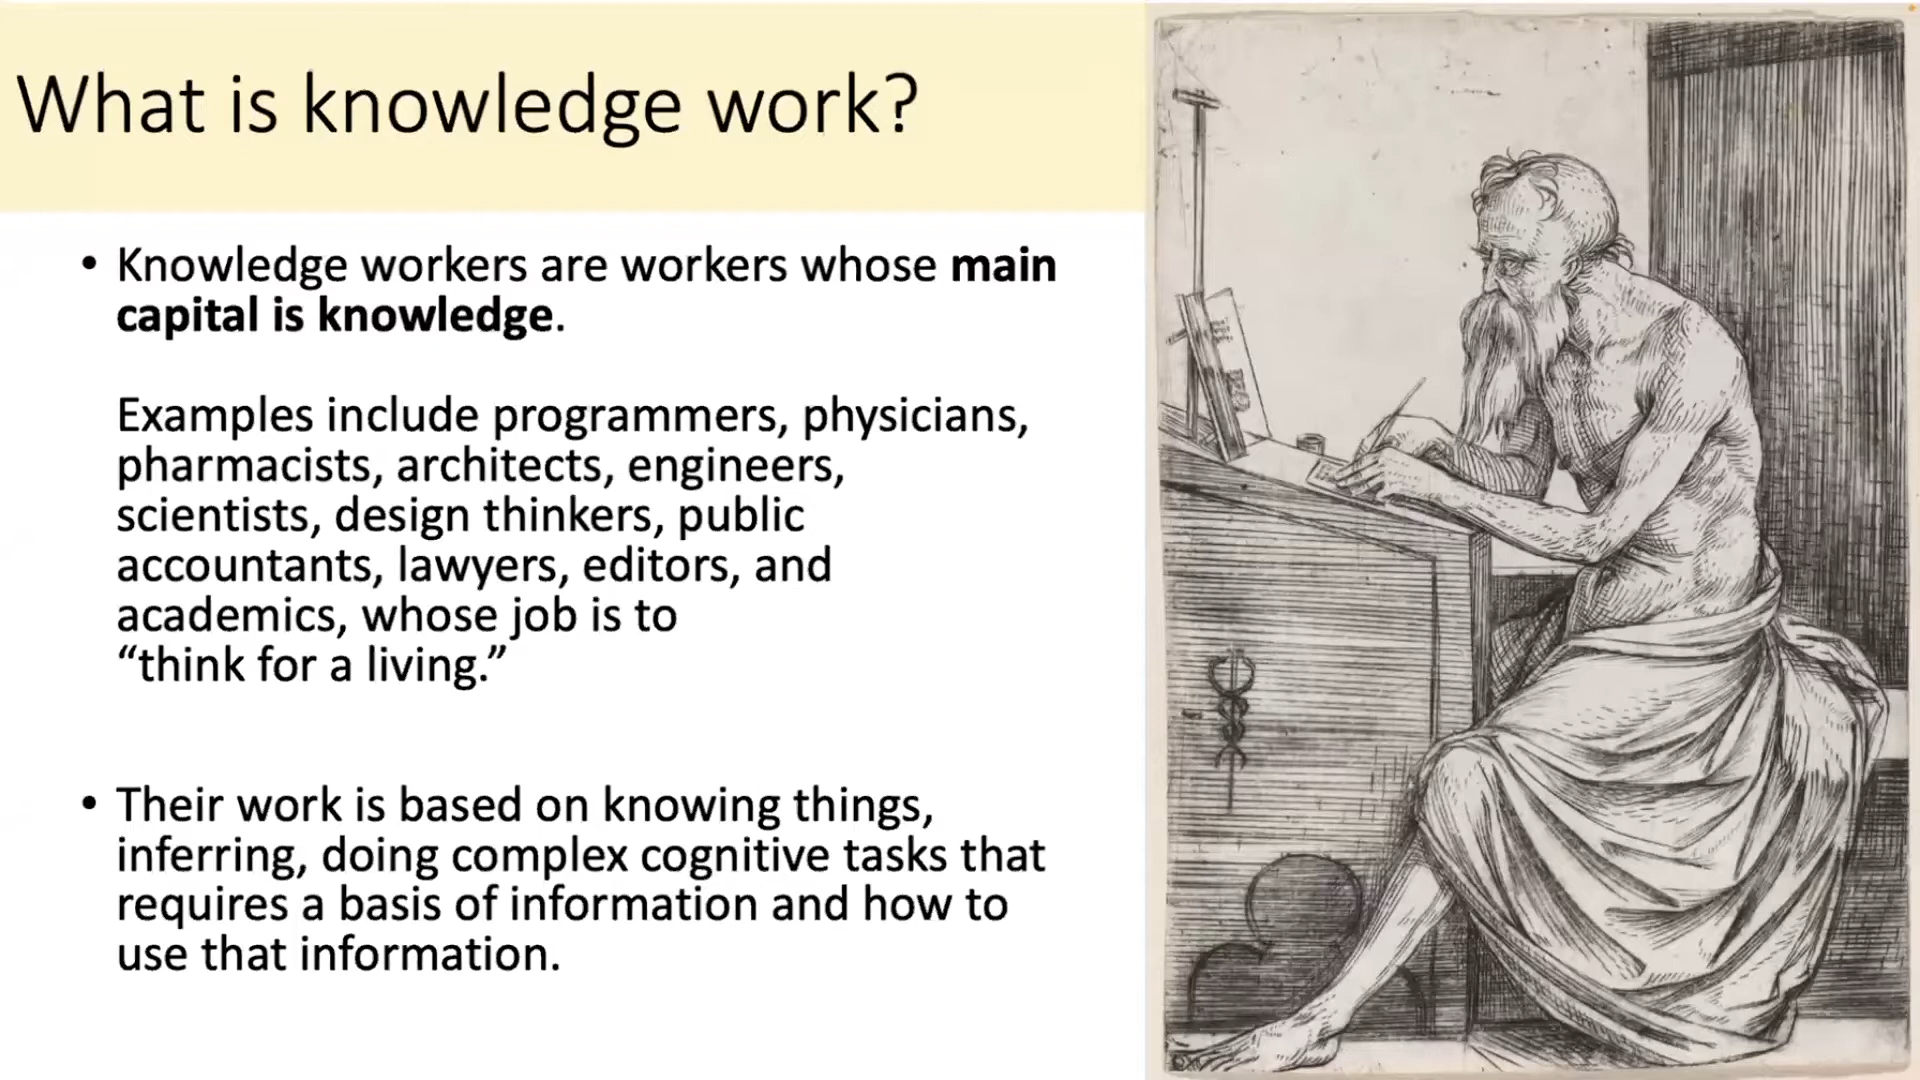 What is knowledge work?
• Knowledge workers are workers whose main
capital is knowledge.
Examples include programmers, physicians,
pharmacists, architects, engineers,
scientists, design thinkers, public
accountants, lawyers, editors, and
academics, whose job is to
“think for a living.”
• Their work is based on knowing things,
inferring, doing complex cognitive tasks that
requires a basis of information and how to
use that information.